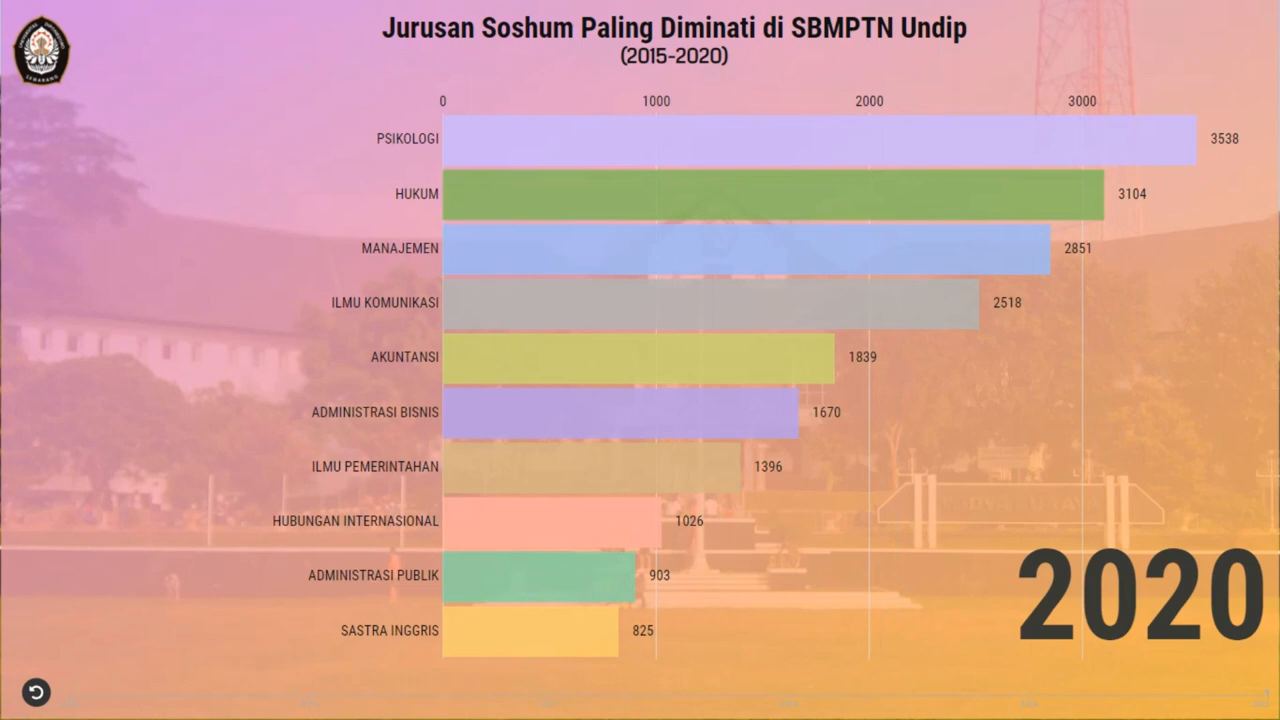 Jurusan Soshum Paling Diminati di SBMPTN Undip
(2015-2020)
0 1000 2000 3000
PSIKOLOGI 3538
HUKUM 3104
MANAJEMEN 2851
ILMU KOMUNIKASI 2518
AKUNTANSI 1839
ADMINISTRASI BISNIS 1670
ILMU PEMERINTAHAN 1396
HUBUNGAN INTERNASIONAL 1026
ADMINISTRASI PUBLIK 903
SASTRA INGGRIS 825
2020
SEMARANG